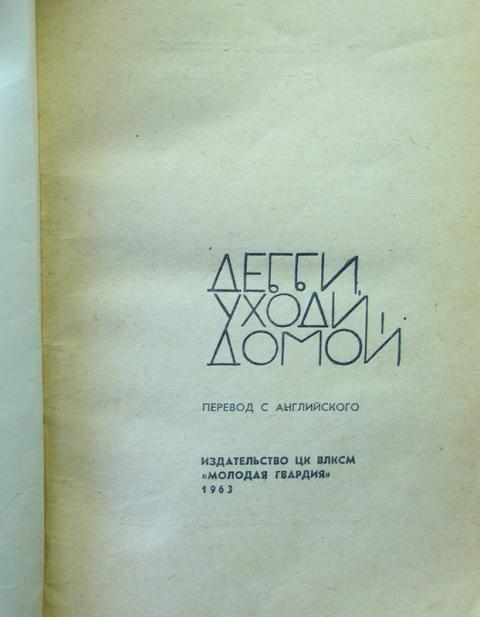 ДЕББИ,
УХОДИ
ДОМОЙ
ПЕРЕВОД С АНГЛИЙСКОГО
ИЗДАТЕЛЬСТВО ЦК ВЛКСМ
«МОЛОДАЯ ГВАРДИЯ»
1963